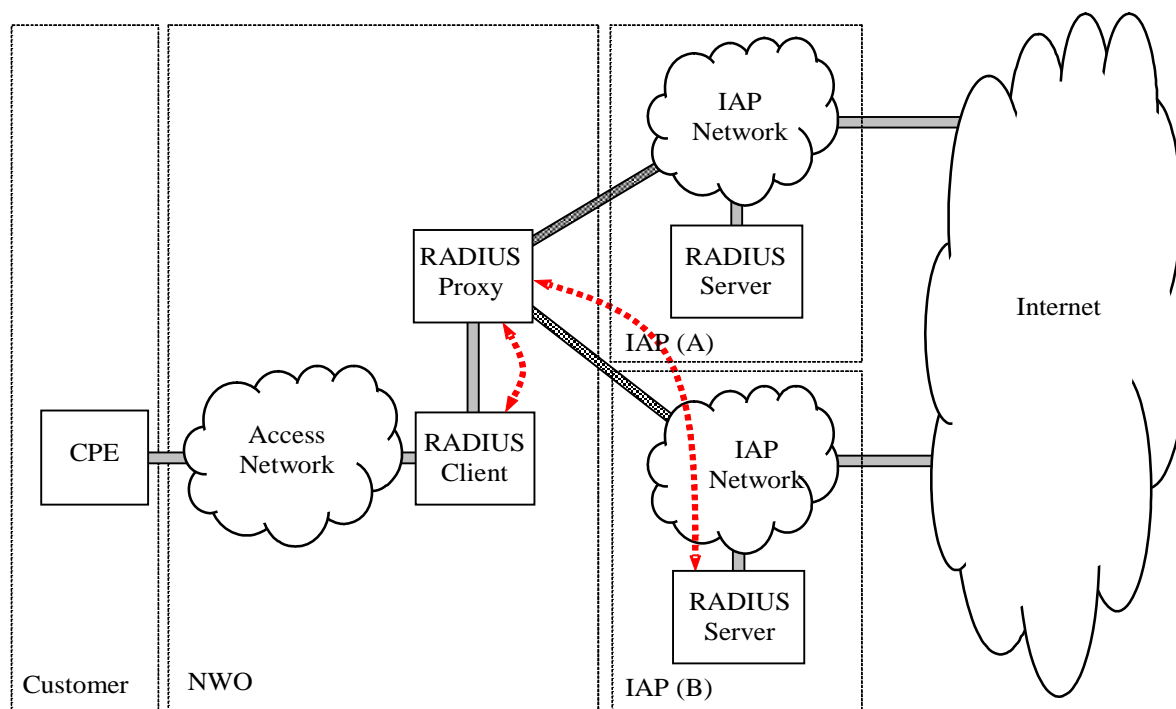 IAP
Network
RADIUS
Server
IAP (A)
RADIUS
Proxy
Internet
CPE
Access
Network
RADIUS
Client
IAP
Network
RADIUS
Server
Customer
NWO
IAP (B)